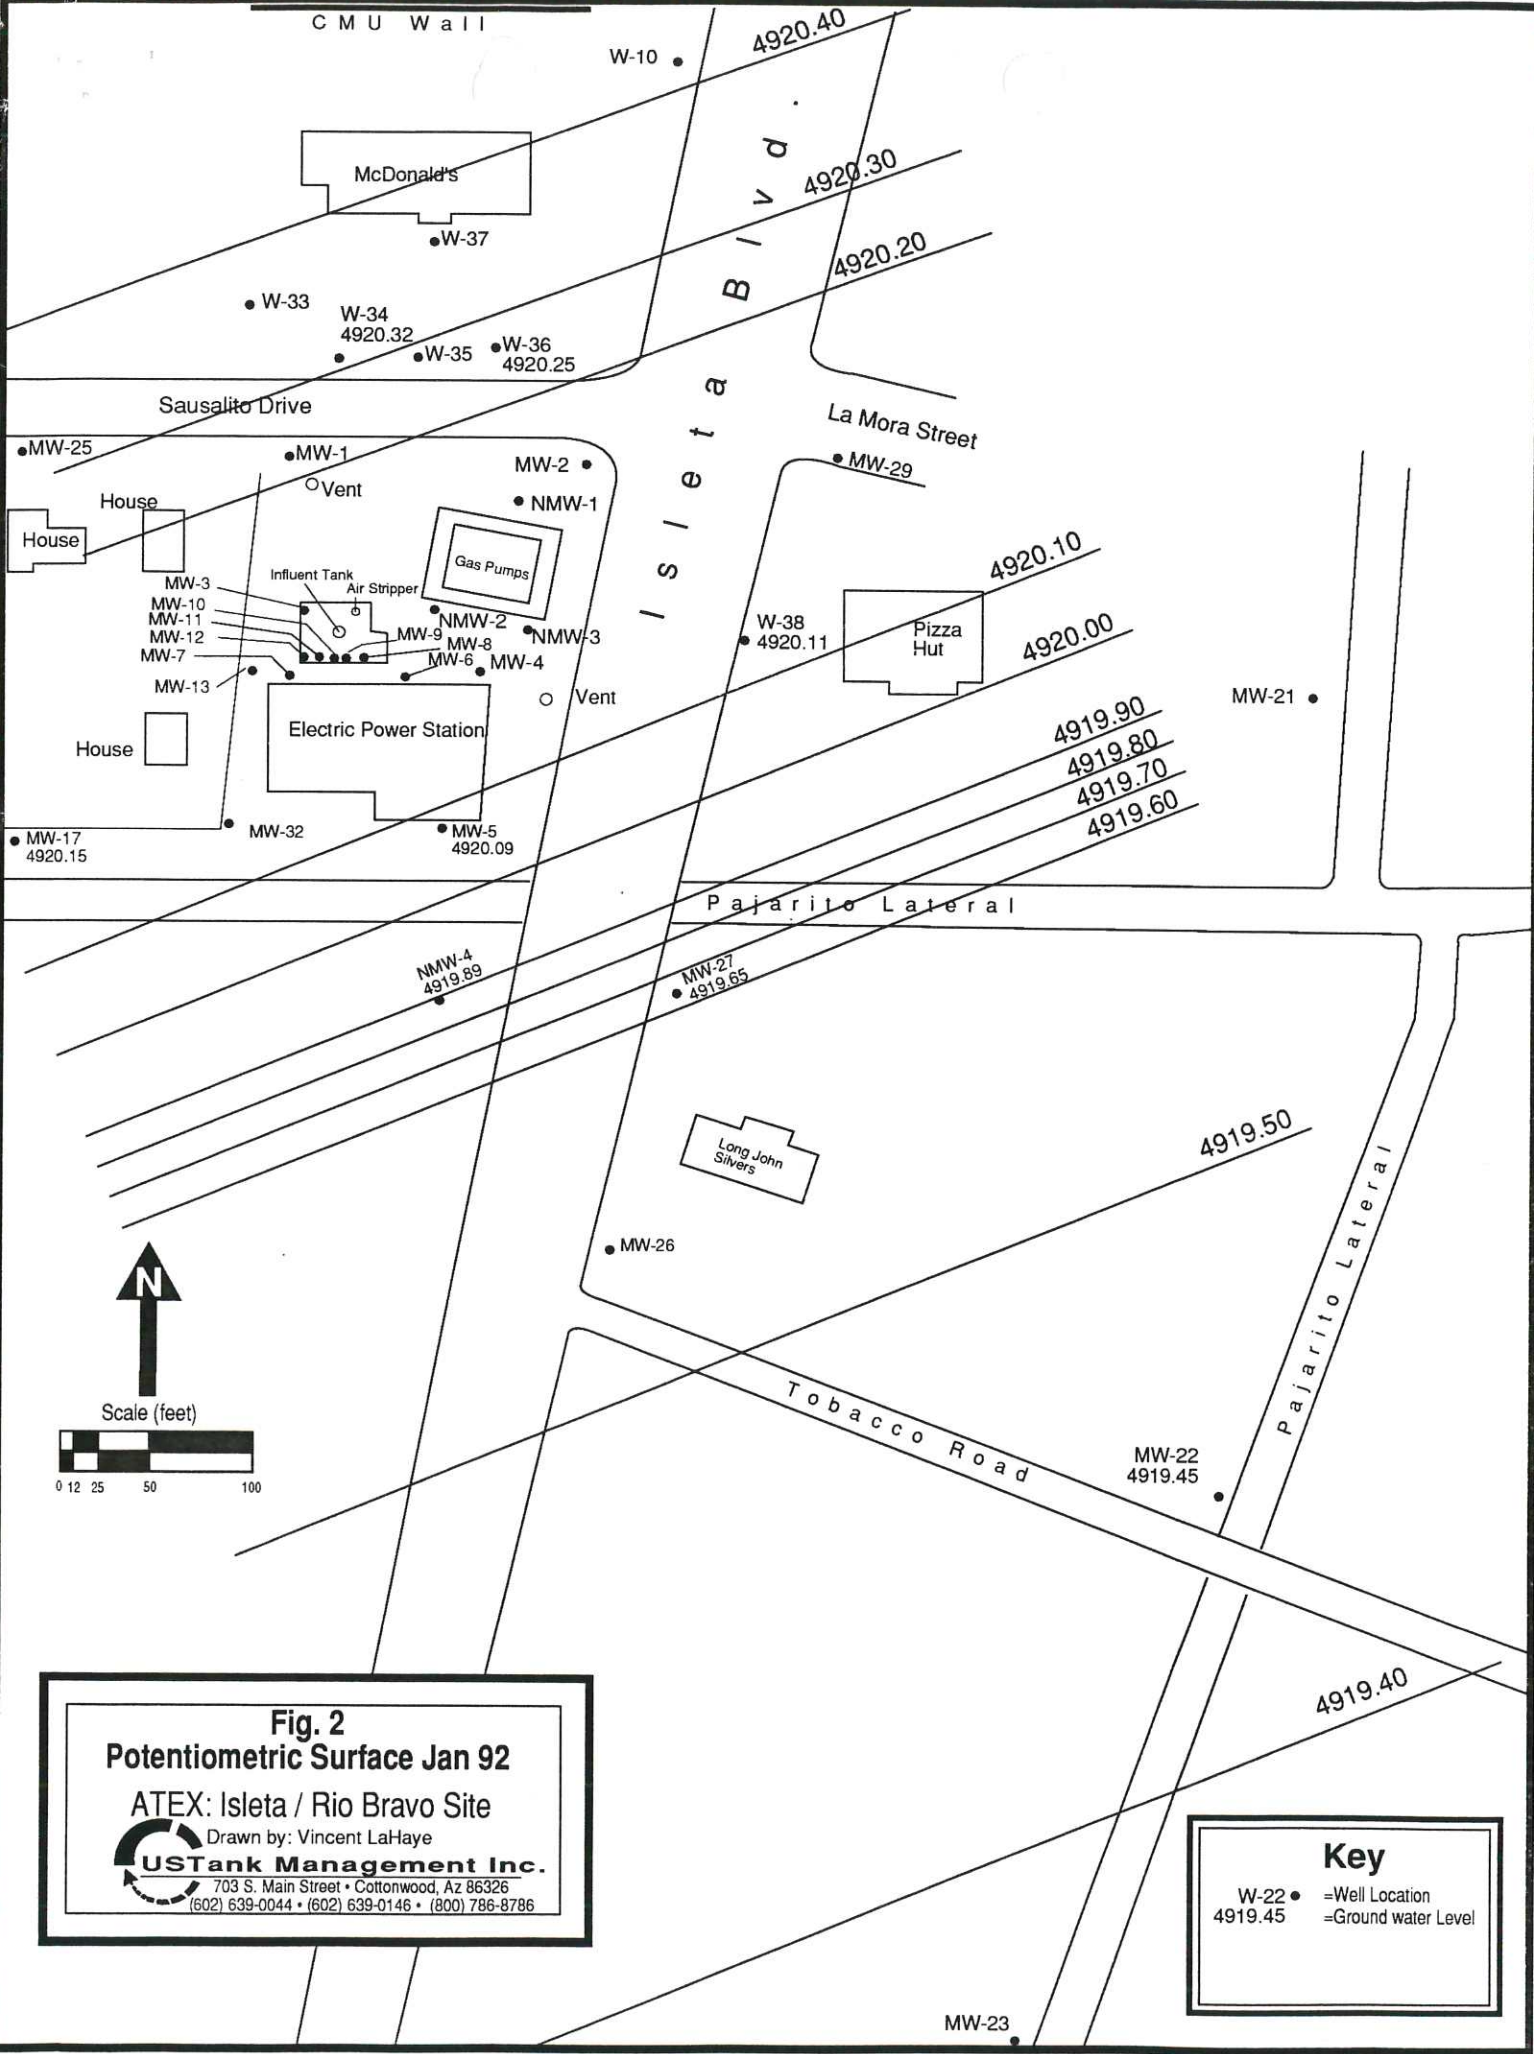 CMU Wall
W-10
4920.40
McDonald's
W-37
4920.30
4920.20
Isleta Blvd.
W-33
W-34
4920.32
W-35
W-36
4920.25
Sausalito Drive
La Mora Street
MW-25
MW-1
MW-2
MW-29
Vent
House
House
NMW-1
Gas Pumps
MW-3
MW-10
MW-11
MW-12
MW-7
MW-13
Influent Tank
Air Stripper
NMW-2
MW-9
MW-8
MW-6
NMW-3
MW-4
Vent
4920.10
W-38
4920.11
Pizza
Hut
4920.00
MW-21
Electric Power Station
House
4919.90
4919.80
4919.70
4919.60
MW-17
4920.15
MW-32
MW-5
4920.09
Pajarito Lateral
NMW-4
4919.89
MW-27
4919.65
Long John
Silvers
4919.50
Pajarito Lateral
MW-26
N
Scale (feet)
0 12 25 50 100
Tobacco Road
MW-22
4919.45
4919.40
Fig. 2
Potentiometric Surface Jan 92
ATEX: Isleta / Rio Bravo Site
Drawn by: Vincent LaHaye
USTank Management Inc.
703 S. Main Street • Cottonwood, Az 86326
(602) 639-0044 • (602) 639-0146 • (800) 786-8786
Key
W-22 =Well Location
4919.45 =Ground water Level
MW-23